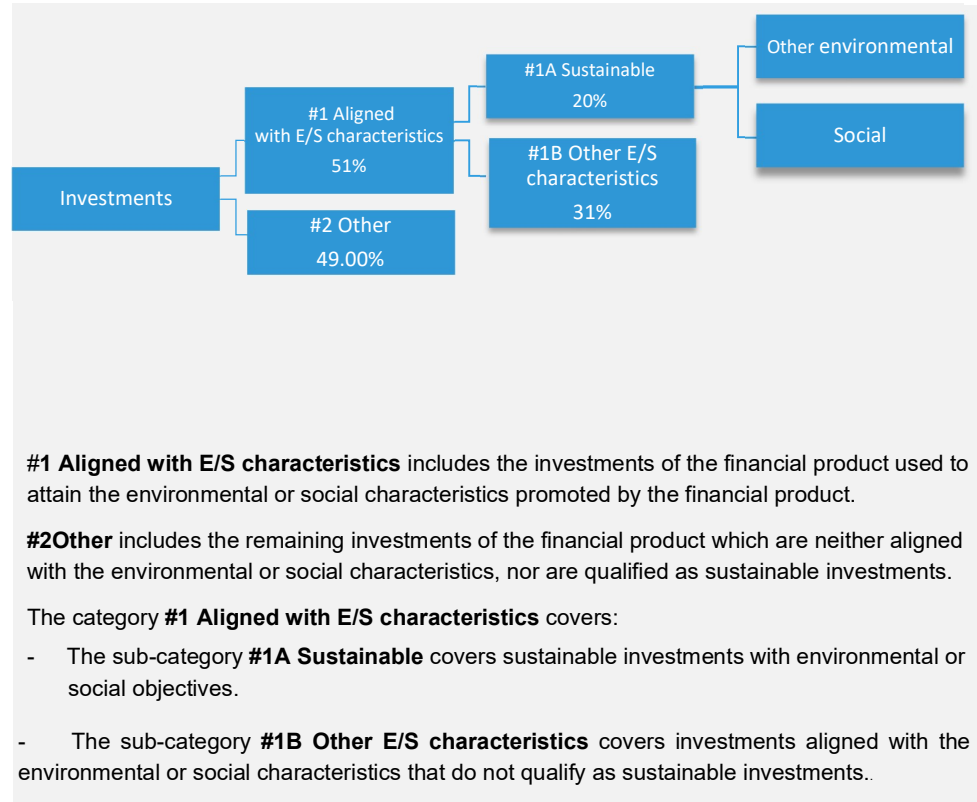 Investments
#1 Aligned
with E/S characteristics
51%
#2 Other
49.00%
#1A Sustainable
20%
#1B Other E/S
characteristics
31%
Other environmental
Social
#1 Aligned with E/S characteristics includes the investments of the financial product used to
attain the environmental or social characteristics promoted by the financial product.
#2Other includes the remaining investments of the financial product which are neither aligned
with the environmental or social characteristics, nor are qualified as sustainable investments.
The category #1 Aligned with E/S characteristics covers:
- The sub-category #1A Sustainable covers sustainable investments with environmental or
social objectives.
- The sub-category #1B Other E/S characteristics covers investments aligned with the
environmental or social characteristics that do not qualify as sustainable investments..